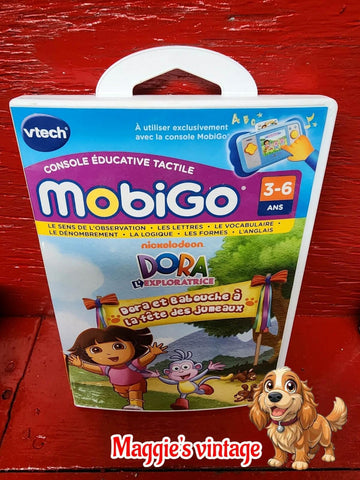 vtech
À utiliser exclusivement
avec la console MobiGo
CONSOLE ÉDUCATIVE TACTILE
MOBiGO
3-6
ANS
LE SENS DE L'OBSERVATION • LES LETTRES • LE VOCABULAIRE
LE DÉNOMBREMENT • LA LOGIQUE • LES FORMES • L'ANGLAIS
nickelodeon
DORA
L'EXPLORATRICE
Dora et Babouche à
la fête des jumeaux
Maggie's vintage